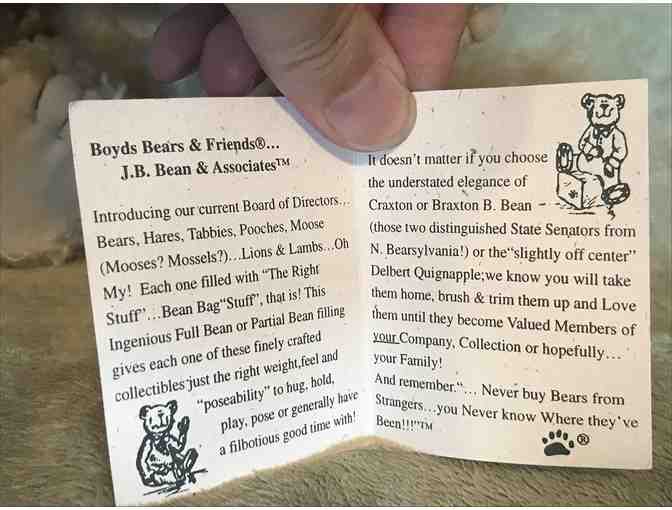 Boyds Bears & Friends®...
J.B. Bean & Associates™
Introducing our current Board of Directors...
Bears, Hares, Tabbies, Pooches, Moose
(Mooses? Mossels?)...Lions & Lambs...Oh
My! Each one filled with "The Right
Stuff"...Bean Bag"Stuff", that is! This
Ingenious Full Bean or Partial Bean filling
gives each one of these finely crafted
collectibles just the right weight,feel and
"poseability" to hug, hold,
play, pose or generally have
a filbotious good time with!
It doesn't matter if you choose
the understated elegance of
Craxton or Braxton B. Bean -
(those two distinguished State Senators from
N. Bearsylvania!) or the"slightly off center"
Delbert Quignapple;we know you will take
them home, brush & trim them up and Love
them until they become Valued Members of
your Company, Collection or hopefully...
your Family!
And remember."... Never buy Bears from
Strangers...you Never know Where they've
Been!!!"™
®